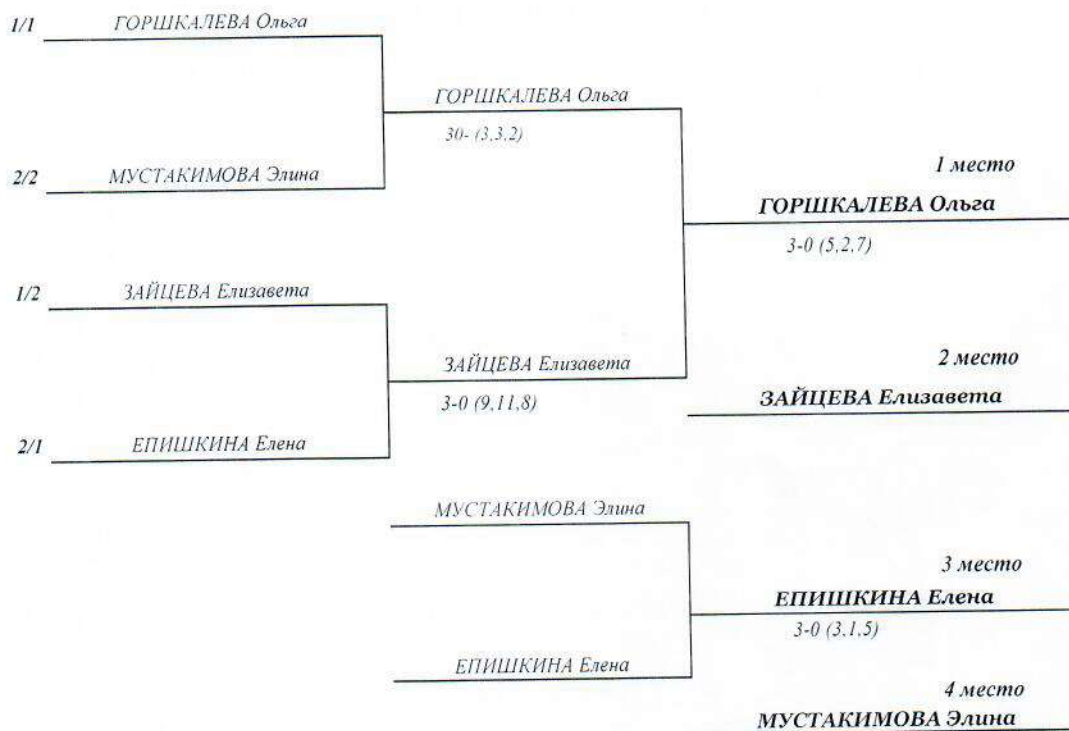 1/1 ГОРШКАЛЕВА Ольга
ГОРШКАЛЕВА Ольга
30- (3,3,2)
2/2 МУСТАКИМОВА Элина
1 место
ГОРШКАЛЕВА Ольга
3-0 (5,2,7)
1/2 ЗАЙЦЕВА Елизавета
ЗАЙЦЕВА Елизавета
3-0 (9,11,8)
2 место
ЗАЙЦЕВА Елизавета
2/1 ЕПИШКИНА Елена
МУСТАКИМОВА Элина
3 место
ЕПИШКИНА Елена
3-0 (3,1,5)
ЕПИШКИНА Елена
4 место
МУСТАКИМОВА Элина